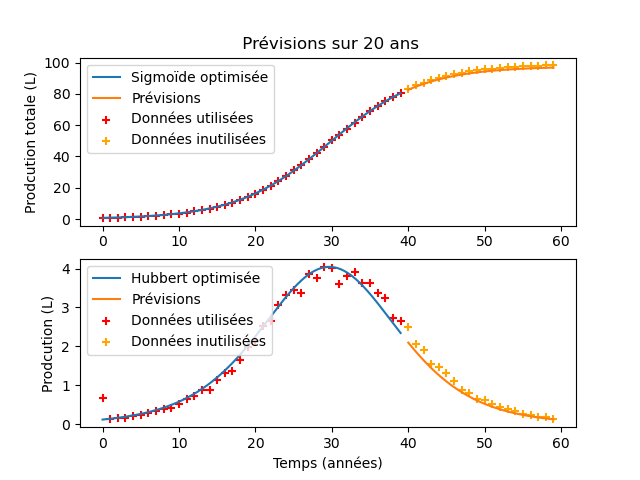 Prévisions sur 20 ans
Prodcution totale (L)
100
80
60
40
20
0
Sigmoïde optimisée
Prévisions
Données utilisées
Données inutilisées
0 10 20 30 40 50 60
Prodcution (L)
4
3
2
1
0
Hubbert optimisée
Prévisions
Données utilisées
Données inutilisées
0 10 20 30 40 50 60
Temps (années)